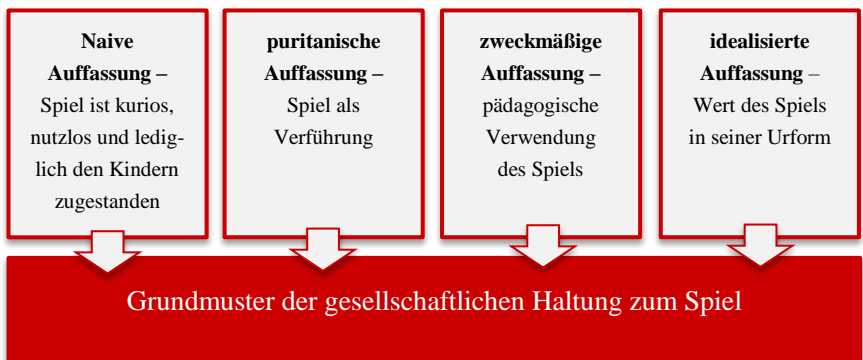 Naive
Auffassung –
Spiel ist kurios,
nutzlos und ledig-
lich den Kindern
zugestanden
puritanische
Auffassung –
Spiel als
Verführung
zweckmäßige
Auffassung –
pädagogische
Verwendung
des Spiels
idealisierte
Auffassung –
Wert des Spiels
in seiner Urform
Grundmuster der gesellschaftlichen Haltung zum Spiel